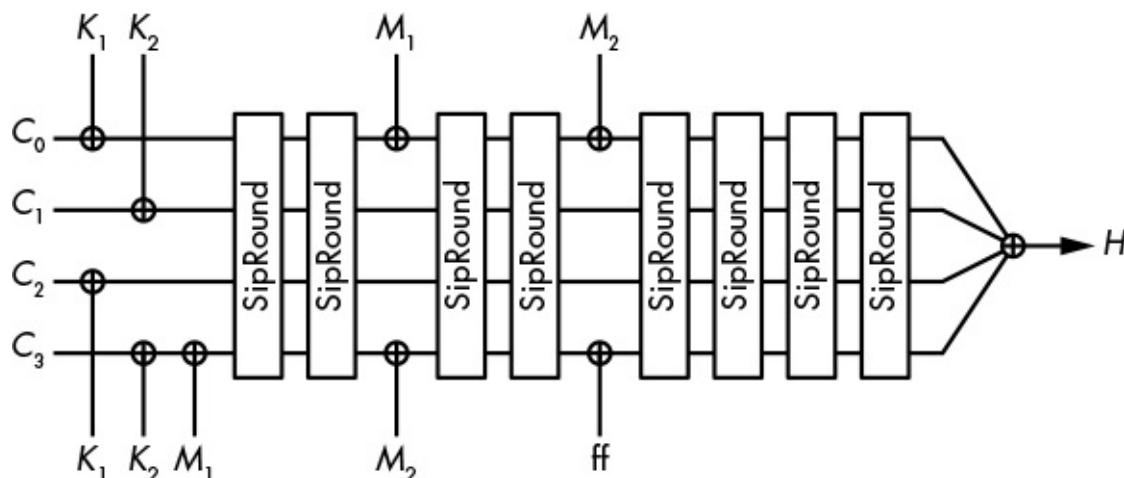 K₁ K₂ M₁ M₂
C₀
C₁
C₂
C₃
SipRound SipRound SipRound SipRound SipRound SipRound SipRound SipRound
H
K₁ K₂ M₁ M₂ ff